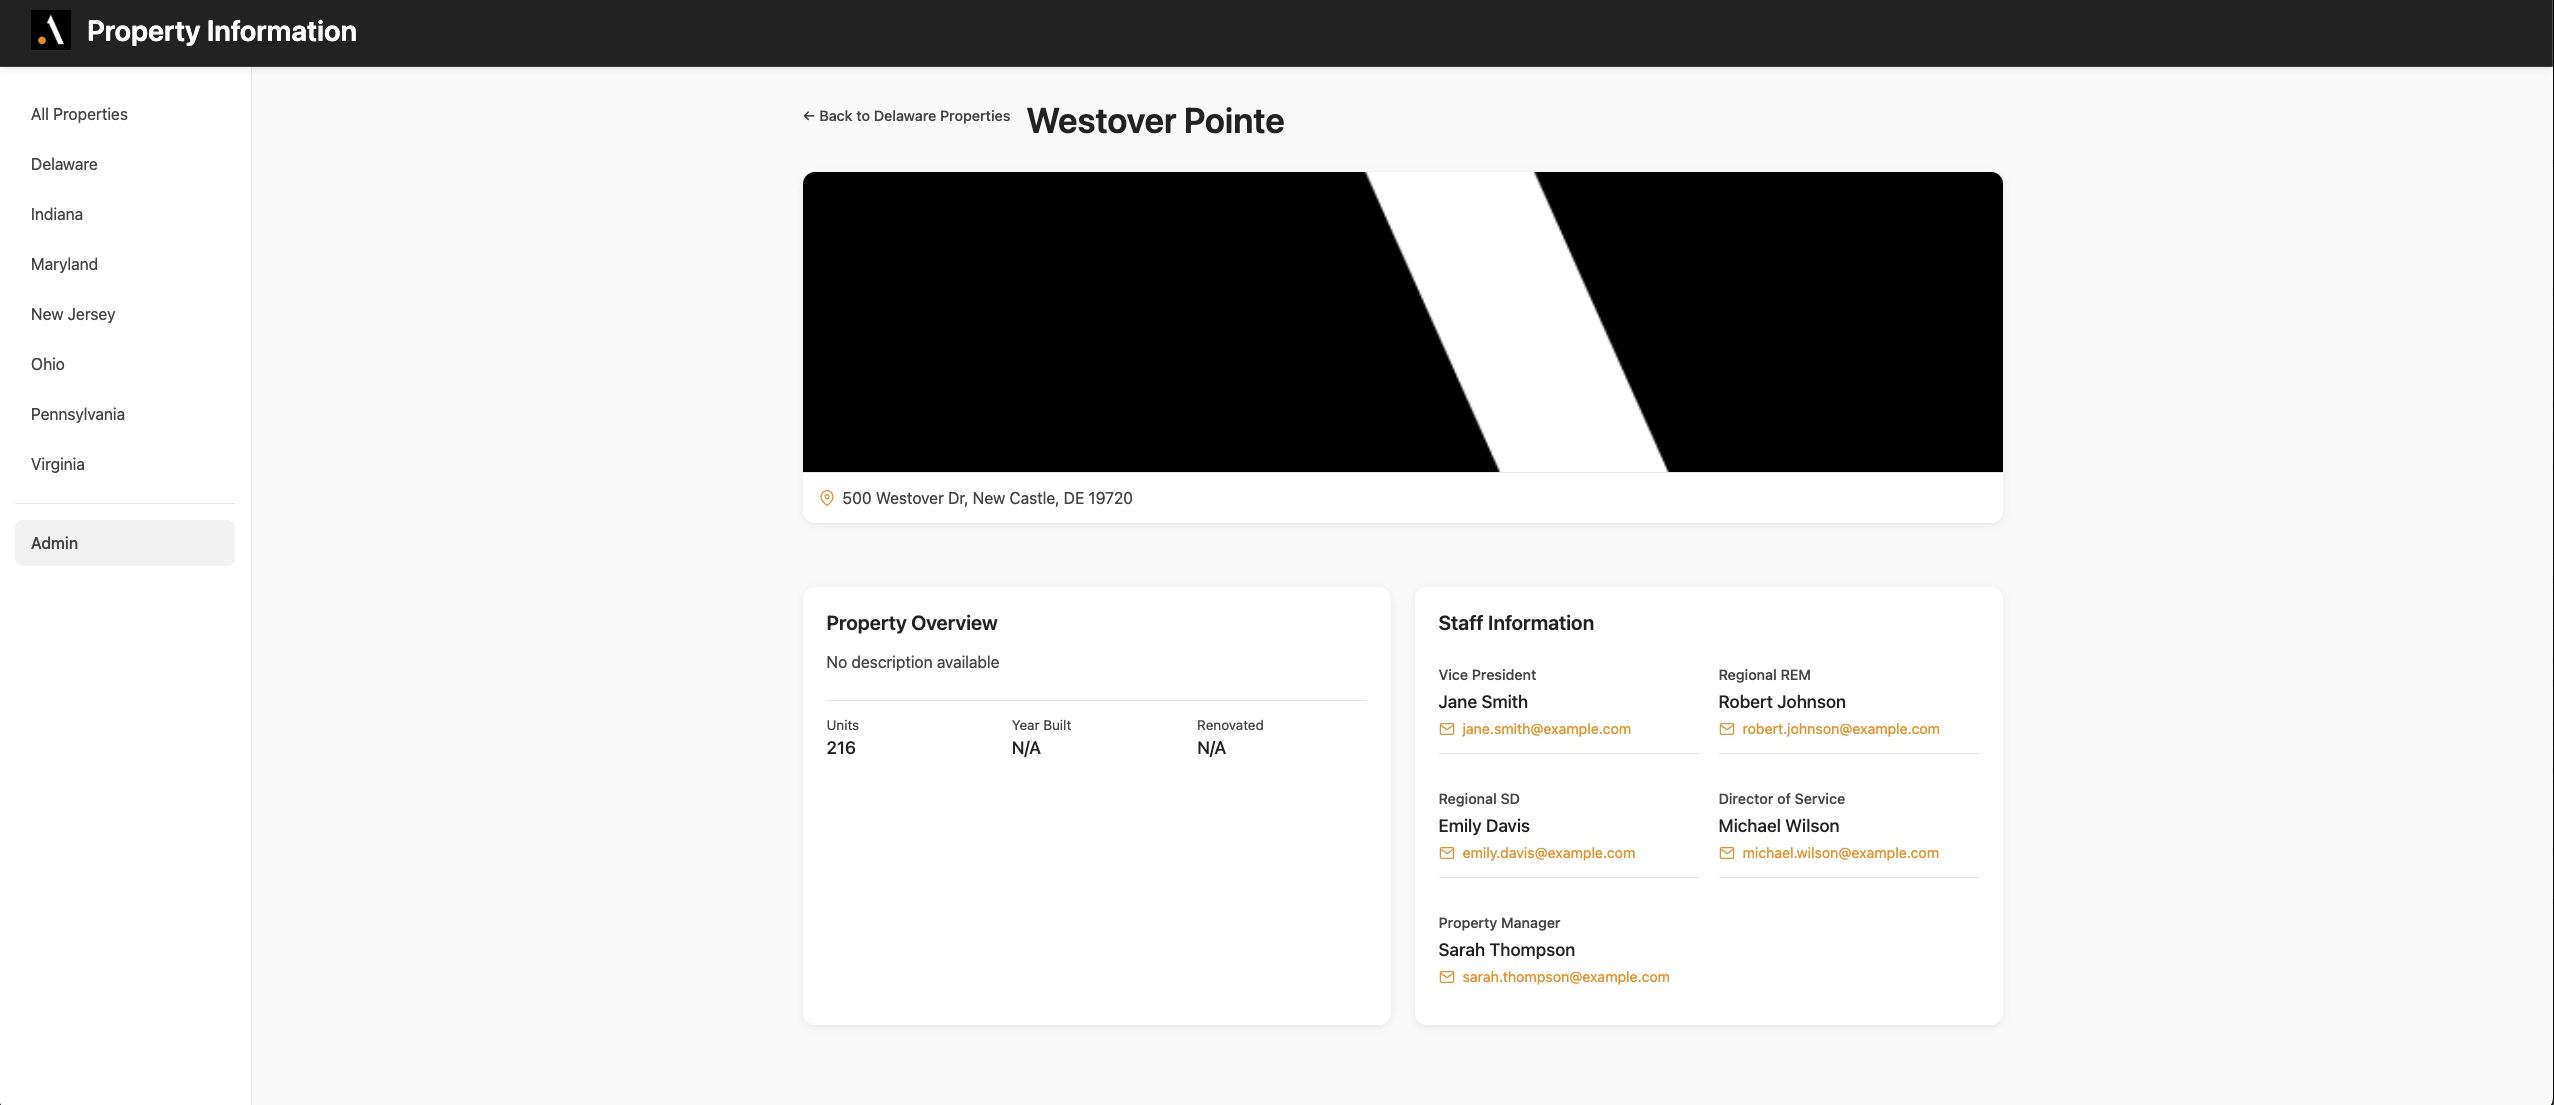 Property Information
All Properties
Delaware
Indiana
Maryland
New Jersey
Ohio
Pennsylvania
Virginia
Admin
← Back to Delaware Properties
Westover Pointe
500 Westover Dr, New Castle, DE 19720
Property Overview
No description available
Units
216
Year Built
N/A
Renovated
N/A
Staff Information
Vice President
Jane Smith
jane.smith@example.com
Regional REM
Robert Johnson
robert.johnson@example.com
Regional SD
Emily Davis
emily.davis@example.com
Director of Service
Michael Wilson
michael.wilson@example.com
Property Manager
Sarah Thompson
sarah.thompson@example.com